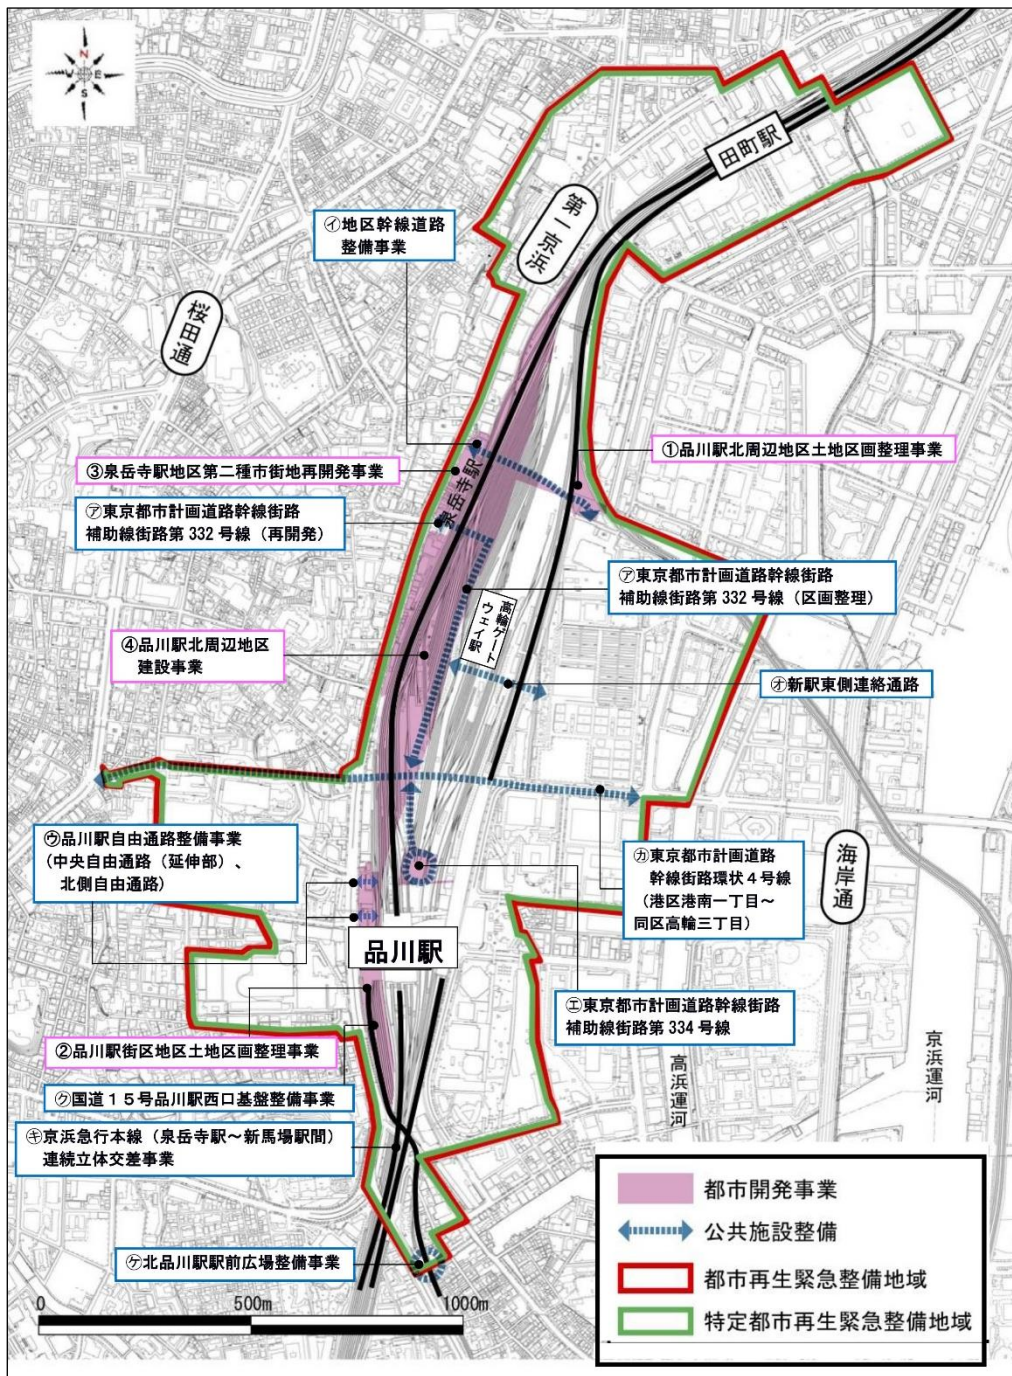 N
W
E
S
田町駅
第一京浜
㋑地区幹線道路
整備事業
桜田通
①品川駅北周辺地区土地区画整理事業
③泉岳寺駅地区第二種市街地再開発事業
泉岳寺駅
㋐東京都市計画道路幹線街路
補助線街路第332号線（再開発）
㋐東京都市計画道路幹線街路
補助線街路第332号線（区画整理）
高輪ゲート
ウェイ駅
④品川駅北周辺地区
建設事業
㋔新駅東側連絡通路
㋒品川駅自由通路整備事業
（中央自由通路（延伸部）、
北側自由通路）
㋕東京都市計画道路
幹線街路環状４号線
（港区港南一丁目～
同区高輪三丁目）
海岸通
品川駅
㋓東京都市計画道路幹線街路
補助線街路第334号線
②品川駅街区地区土地区画整理事業
㋗国道１５号品川駅西口基盤整備事業
㋖京浜急行本線（泉岳寺駅～新馬場駅間）
連続立体交差事業
高浜運河
京浜運河
㋘北品川駅駅前広場整備事業
0
500m
1000m
都市開発事業
公共施設整備
都市再生緊急整備地域
特定都市再生緊急整備地域